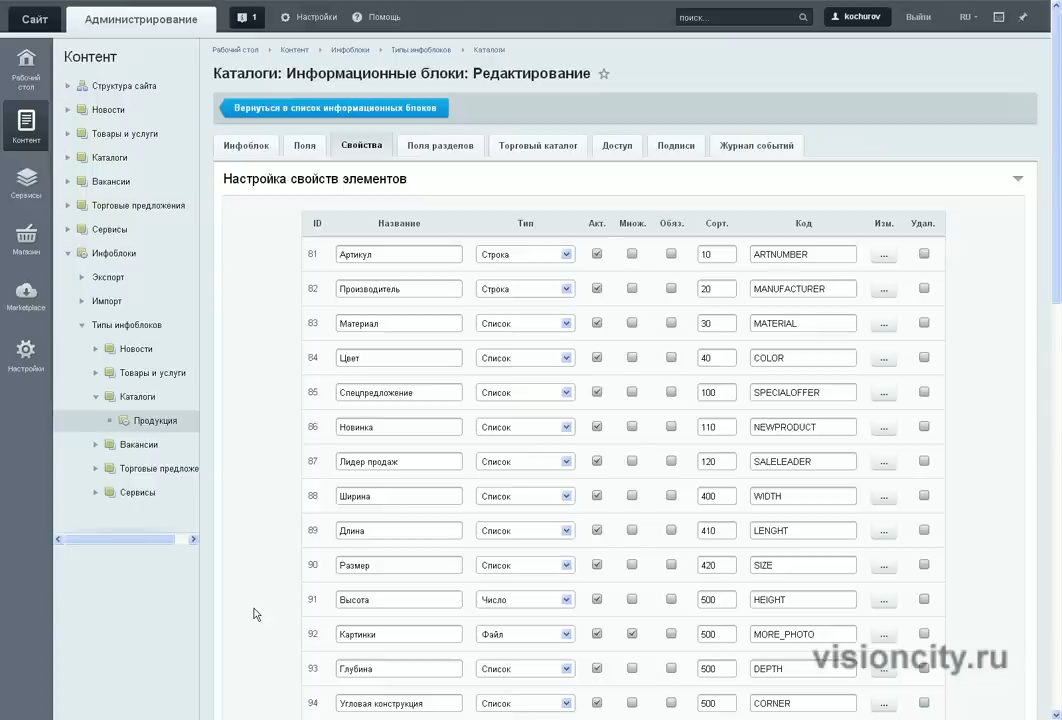 Сайт
Администрирование
1
Настройки
Помощь
поиск...
kochurov
Выйти
RU
Рабочий стол
Контент
Сервисы
Магазин
Marketplace
Настройки
Контент
Структура сайта
Новости
Товары и услуги
Каталоги
Вакансии
Торговые предложения
Сервисы
Инфоблоки
Экспорт
Импорт
Типы инфоблоков
Новости
Товары и услуги
Каталоги
Продукция
Вакансии
Торговые предложе
Сервисы
Рабочий стол Контент Инфоблоки Типы инфоблоков Каталоги
Каталоги: Информационные блоки: Редактирование
Вернуться в список информационных блоков
Инфоблок Поля Свойства Поля разделов Торговый каталог Доступ Подписи Журнал событий
Настройка свойств элементов
ID Название Тип Акт. Множ. Обяз. Сорт. Код Изм. Удал.
81 Артикул Строка 10 ARTNUMBER ...
82 Производитель Строка 20 MANUFACTURER ...
83 Материал Список 30 MATERIAL ...
84 Цвет Список 40 COLOR ...
85 Спецпредложение Список 100 SPECIALOFFER ...
86 Новинка Список 110 NEWPRODUCT ...
87 Лидер продаж Список 120 SALELEADER ...
88 Ширина Список 400 WIDTH ...
89 Длина Список 410 LENGHT ...
90 Размер Список 420 SIZE ...
91 Высота Число 500 HEIGHT ...
92 Картинки Файл 500 MORE_PHOTO ...
93 Глубина Список 500 DEPTH ...
94 Угловая конструкция Список 500 CORNER ...
visioncity.ru